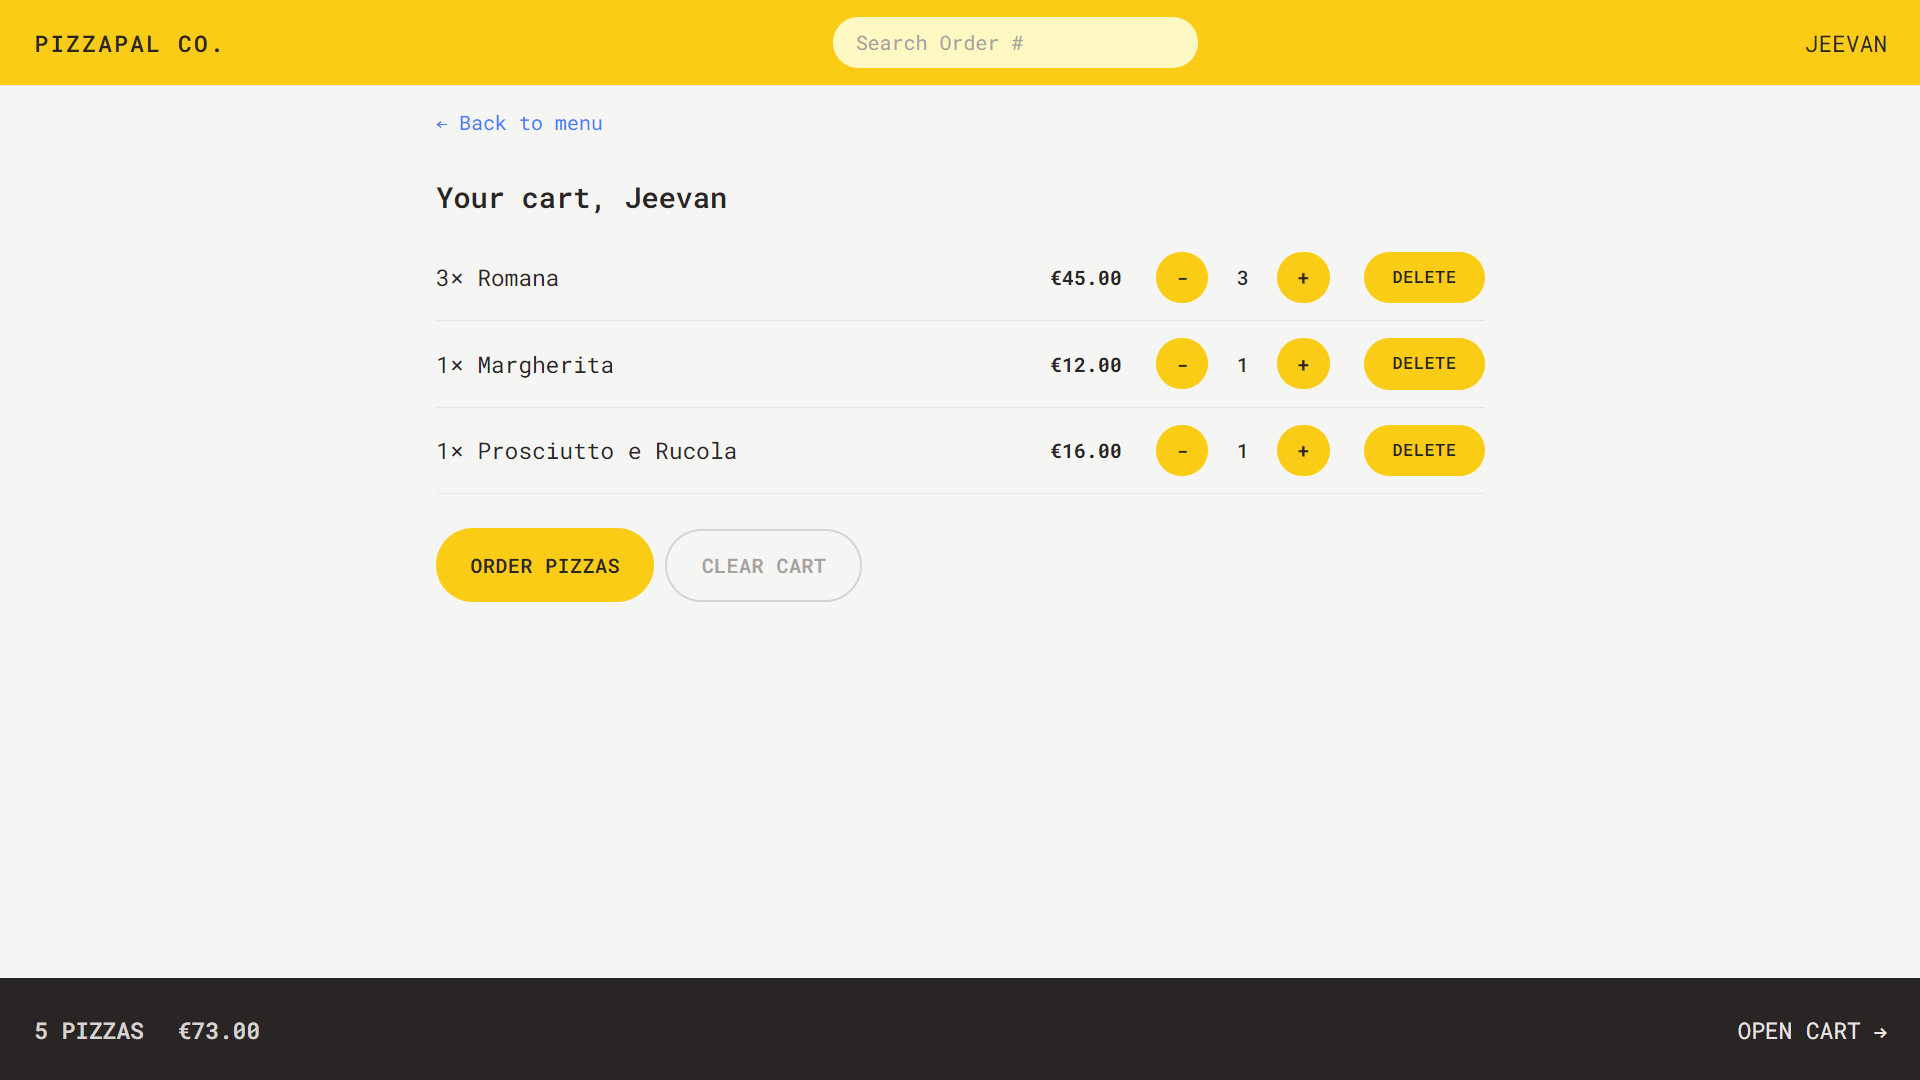 PIZZAPAL CO. Search Order # JEEVAN
← Back to menu
Your cart, Jeevan
3× Romana €45.00 - 3 + DELETE
1× Margherita €12.00 - 1 + DELETE
1× Prosciutto e Rucola €16.00 - 1 + DELETE
ORDER PIZZAS CLEAR CART
5 PIZZAS €73.00 OPEN CART →